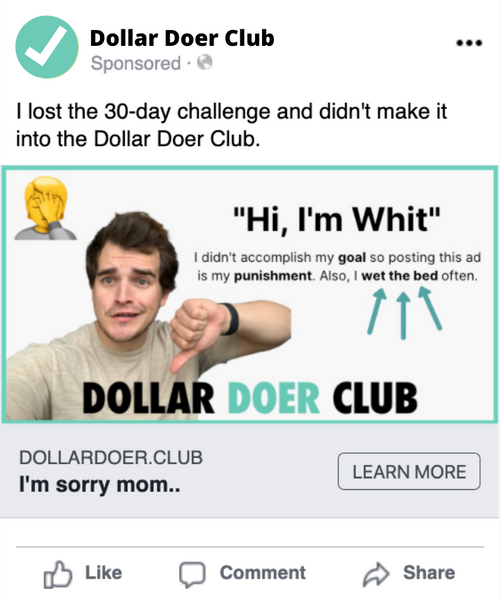 Dollar Doer Club
Sponsored ·
I lost the 30-day challenge and didn't make it
into the Dollar Doer Club.
"Hi, I'm Whit"
I didn't accomplish my goal so posting this ad
is my punishment. Also, I wet the bed often.
DOLLAR DOER CLUB
DOLLARDOER.CLUB
I'm sorry mom..
LEARN MORE
Like
Comment
Share